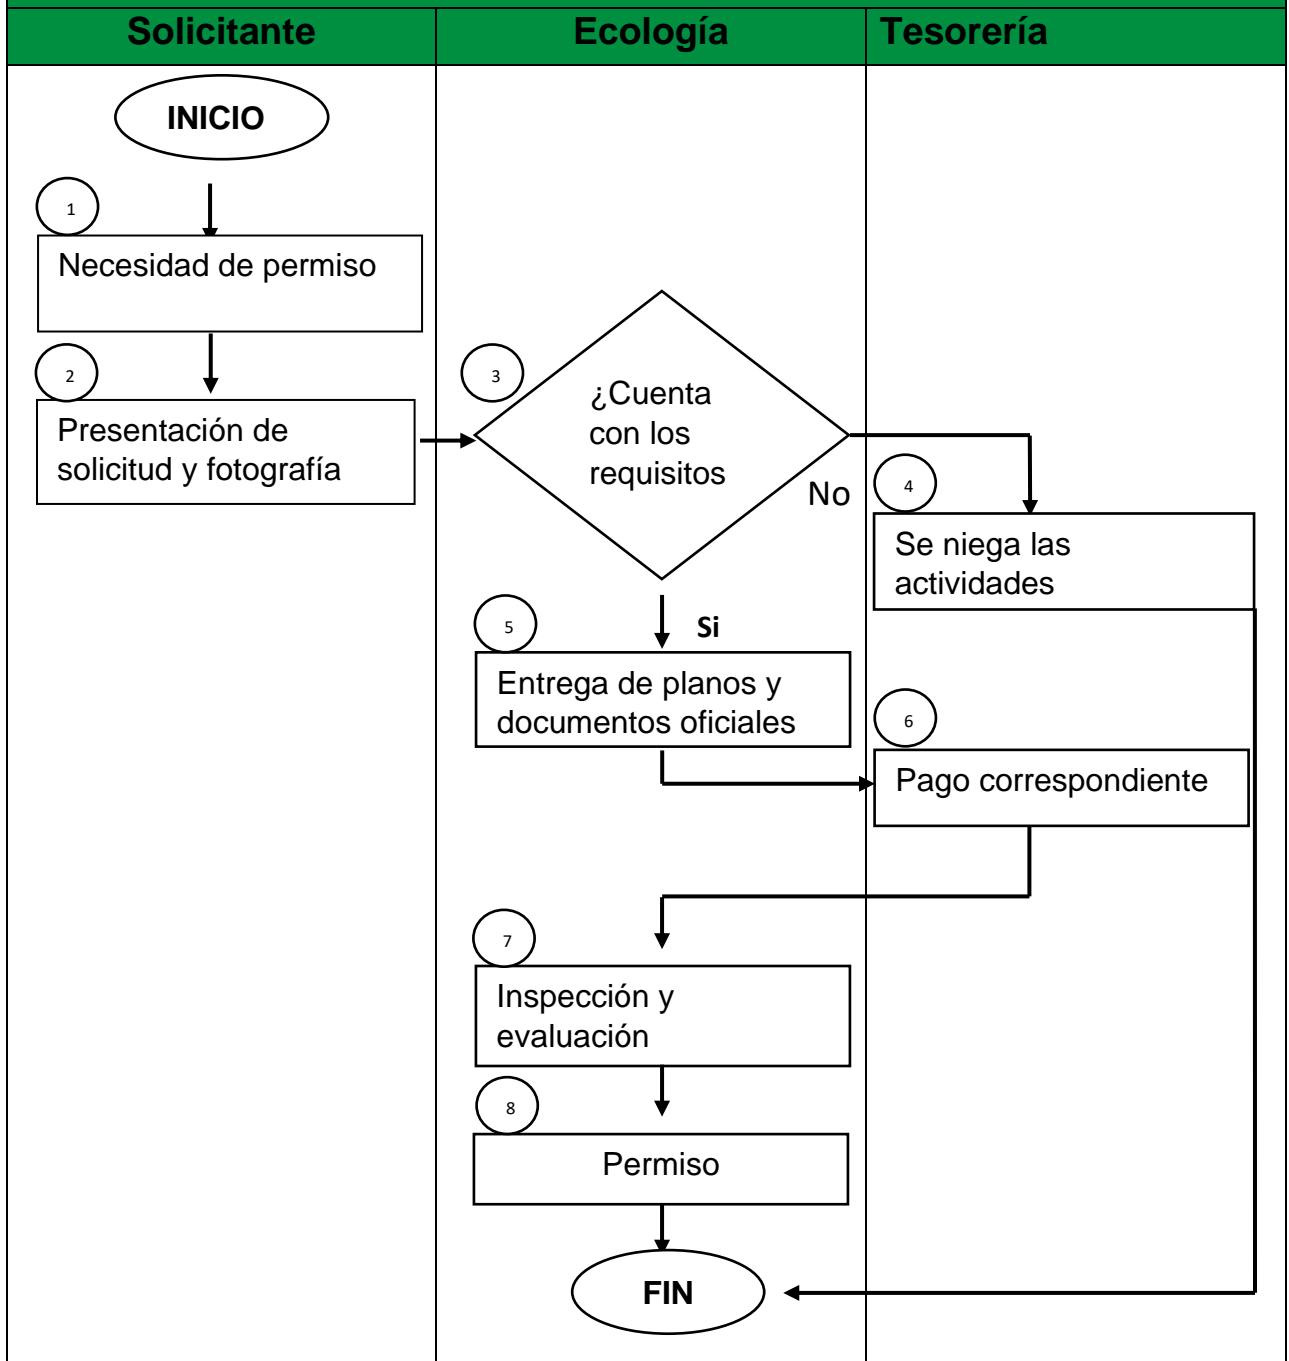 Solicitante
Ecología
Tesorería
INICIO
1
Necesidad de permiso
2
Presentación de
solicitud y fotografía
3
¿Cuenta
con los
requisitos
No
4
Se niega las
actividades
Si
5
Entrega de planos y
documentos oficiales
6
Pago correspondiente
7
Inspección y
evaluación
8
Permiso
FIN